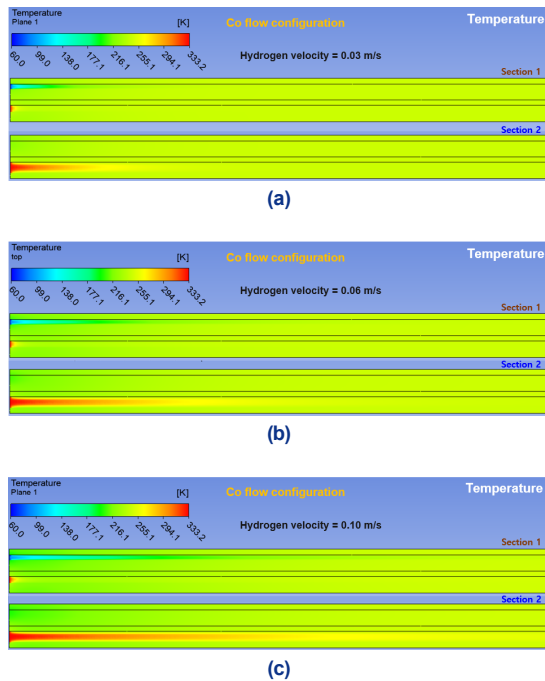 Temperature
Plane 1
[K]
60.0 99.0 138.0 177.1 216.1 255.1 294.1 333.2
Co flow configuration
Temperature
Hydrogen velocity = 0.03 m/s
Section 1
Section 2
(a)
Temperature
top
[K]
60.0 99.0 138.0 177.1 216.1 255.1 294.1 333.2
Co flow configuration
Temperature
Hydrogen velocity = 0.06 m/s
Section 1
Section 2
(b)
Temperature
Plane 1
[K]
60.0 99.0 138.0 177.1 216.1 255.1 294.1 333.2
Co flow configuration
Temperature
Hydrogen velocity = 0.10 m/s
Section 1
Section 2
(c)